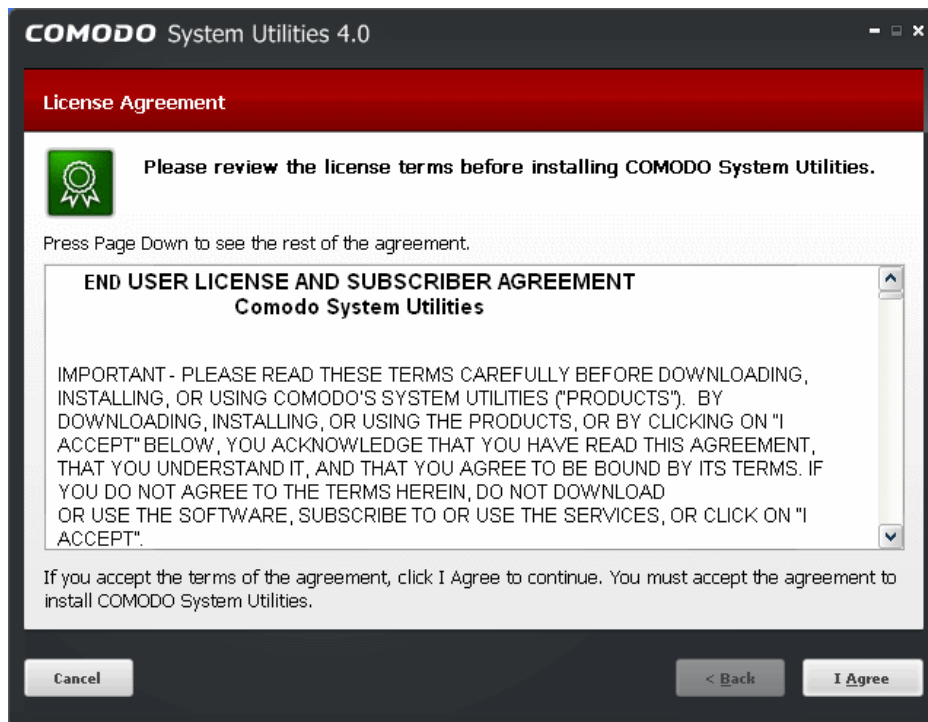 COMODO System Utilities 4.0
License Agreement
Please review the license terms before installing COMODO System Utilities.
Press Page Down to see the rest of the agreement.
END USER LICENSE AND SUBSCRIBER AGREEMENT
Comodo System Utilities
IMPORTANT - PLEASE READ THESE TERMS CAREFULLY BEFORE DOWNLOADING,
INSTALLING, OR USING COMODO'S SYSTEM UTILITIES ("PRODUCTS"). BY
DOWNLOADING, INSTALLING, OR USING THE PRODUCTS, OR BY CLICKING ON "I
ACCEPT" BELOW, YOU ACKNOWLEDGE THAT YOU HAVE READ THIS AGREEMENT,
THAT YOU UNDERSTAND IT, AND THAT YOU AGREE TO BE BOUND BY ITS TERMS. IF
YOU DO NOT AGREE TO THE TERMS HEREIN, DO NOT DOWNLOAD
OR USE THE SOFTWARE, SUBSCRIBE TO OR USE THE SERVICES, OR CLICK ON "I
ACCEPT".
If you accept the terms of the agreement, click I Agree to continue. You must accept the agreement to
install COMODO System Utilities.
Cancel
< Back
I Agree